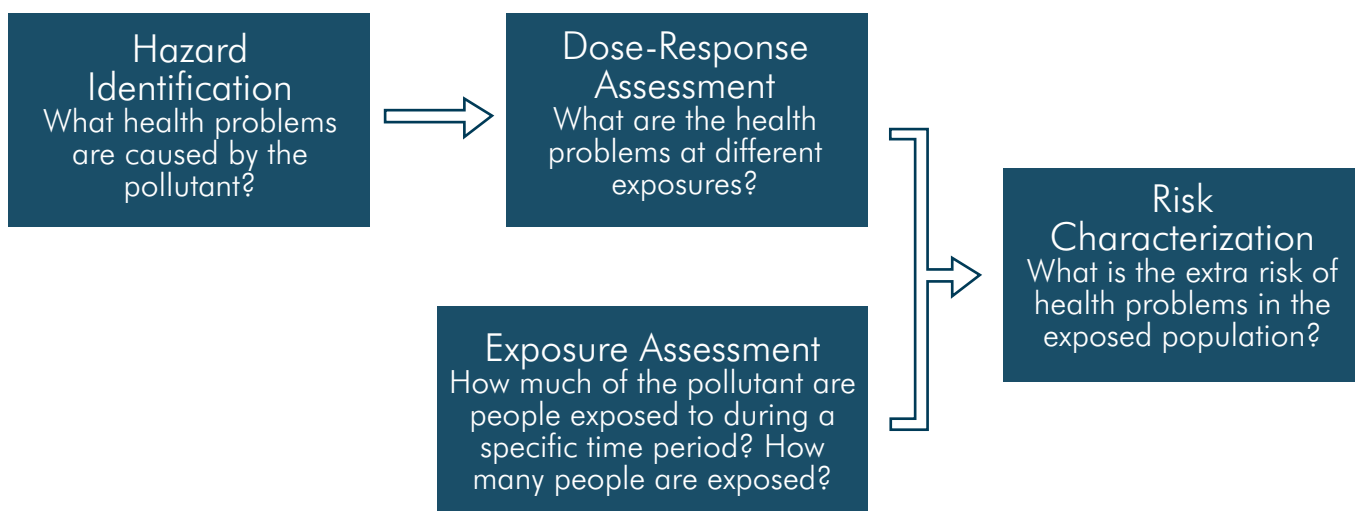 Hazard
Identification
What health problems
are caused by the
pollutant?
Dose-Response
Assessment
What are the health
problems at different
exposures?
Exposure Assessment
How much of the pollutant are
people exposed to during a
specific time period? How
many people are exposed?
Risk
Characterization
What is the extra risk of
health problems in the
exposed population?